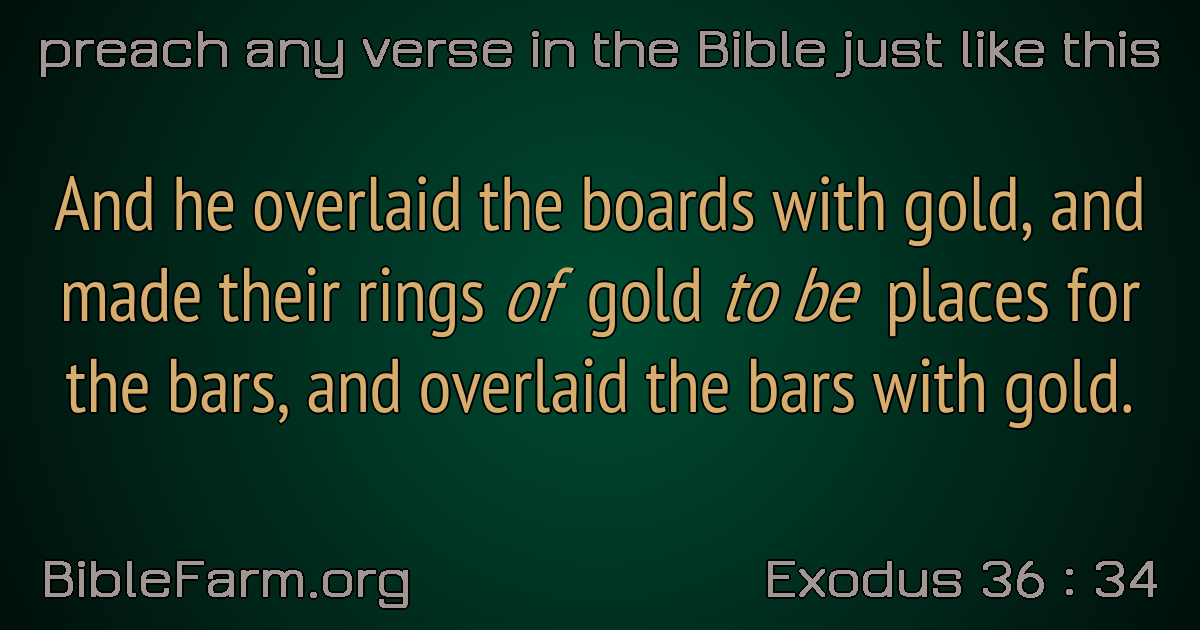 preach any verse in the Bible just like this
And he overlaid the boards with gold, and
made their rings of gold to be places for
the bars, and overlaid the bars with gold.
BibleFarm.org
Exodus 36 : 34